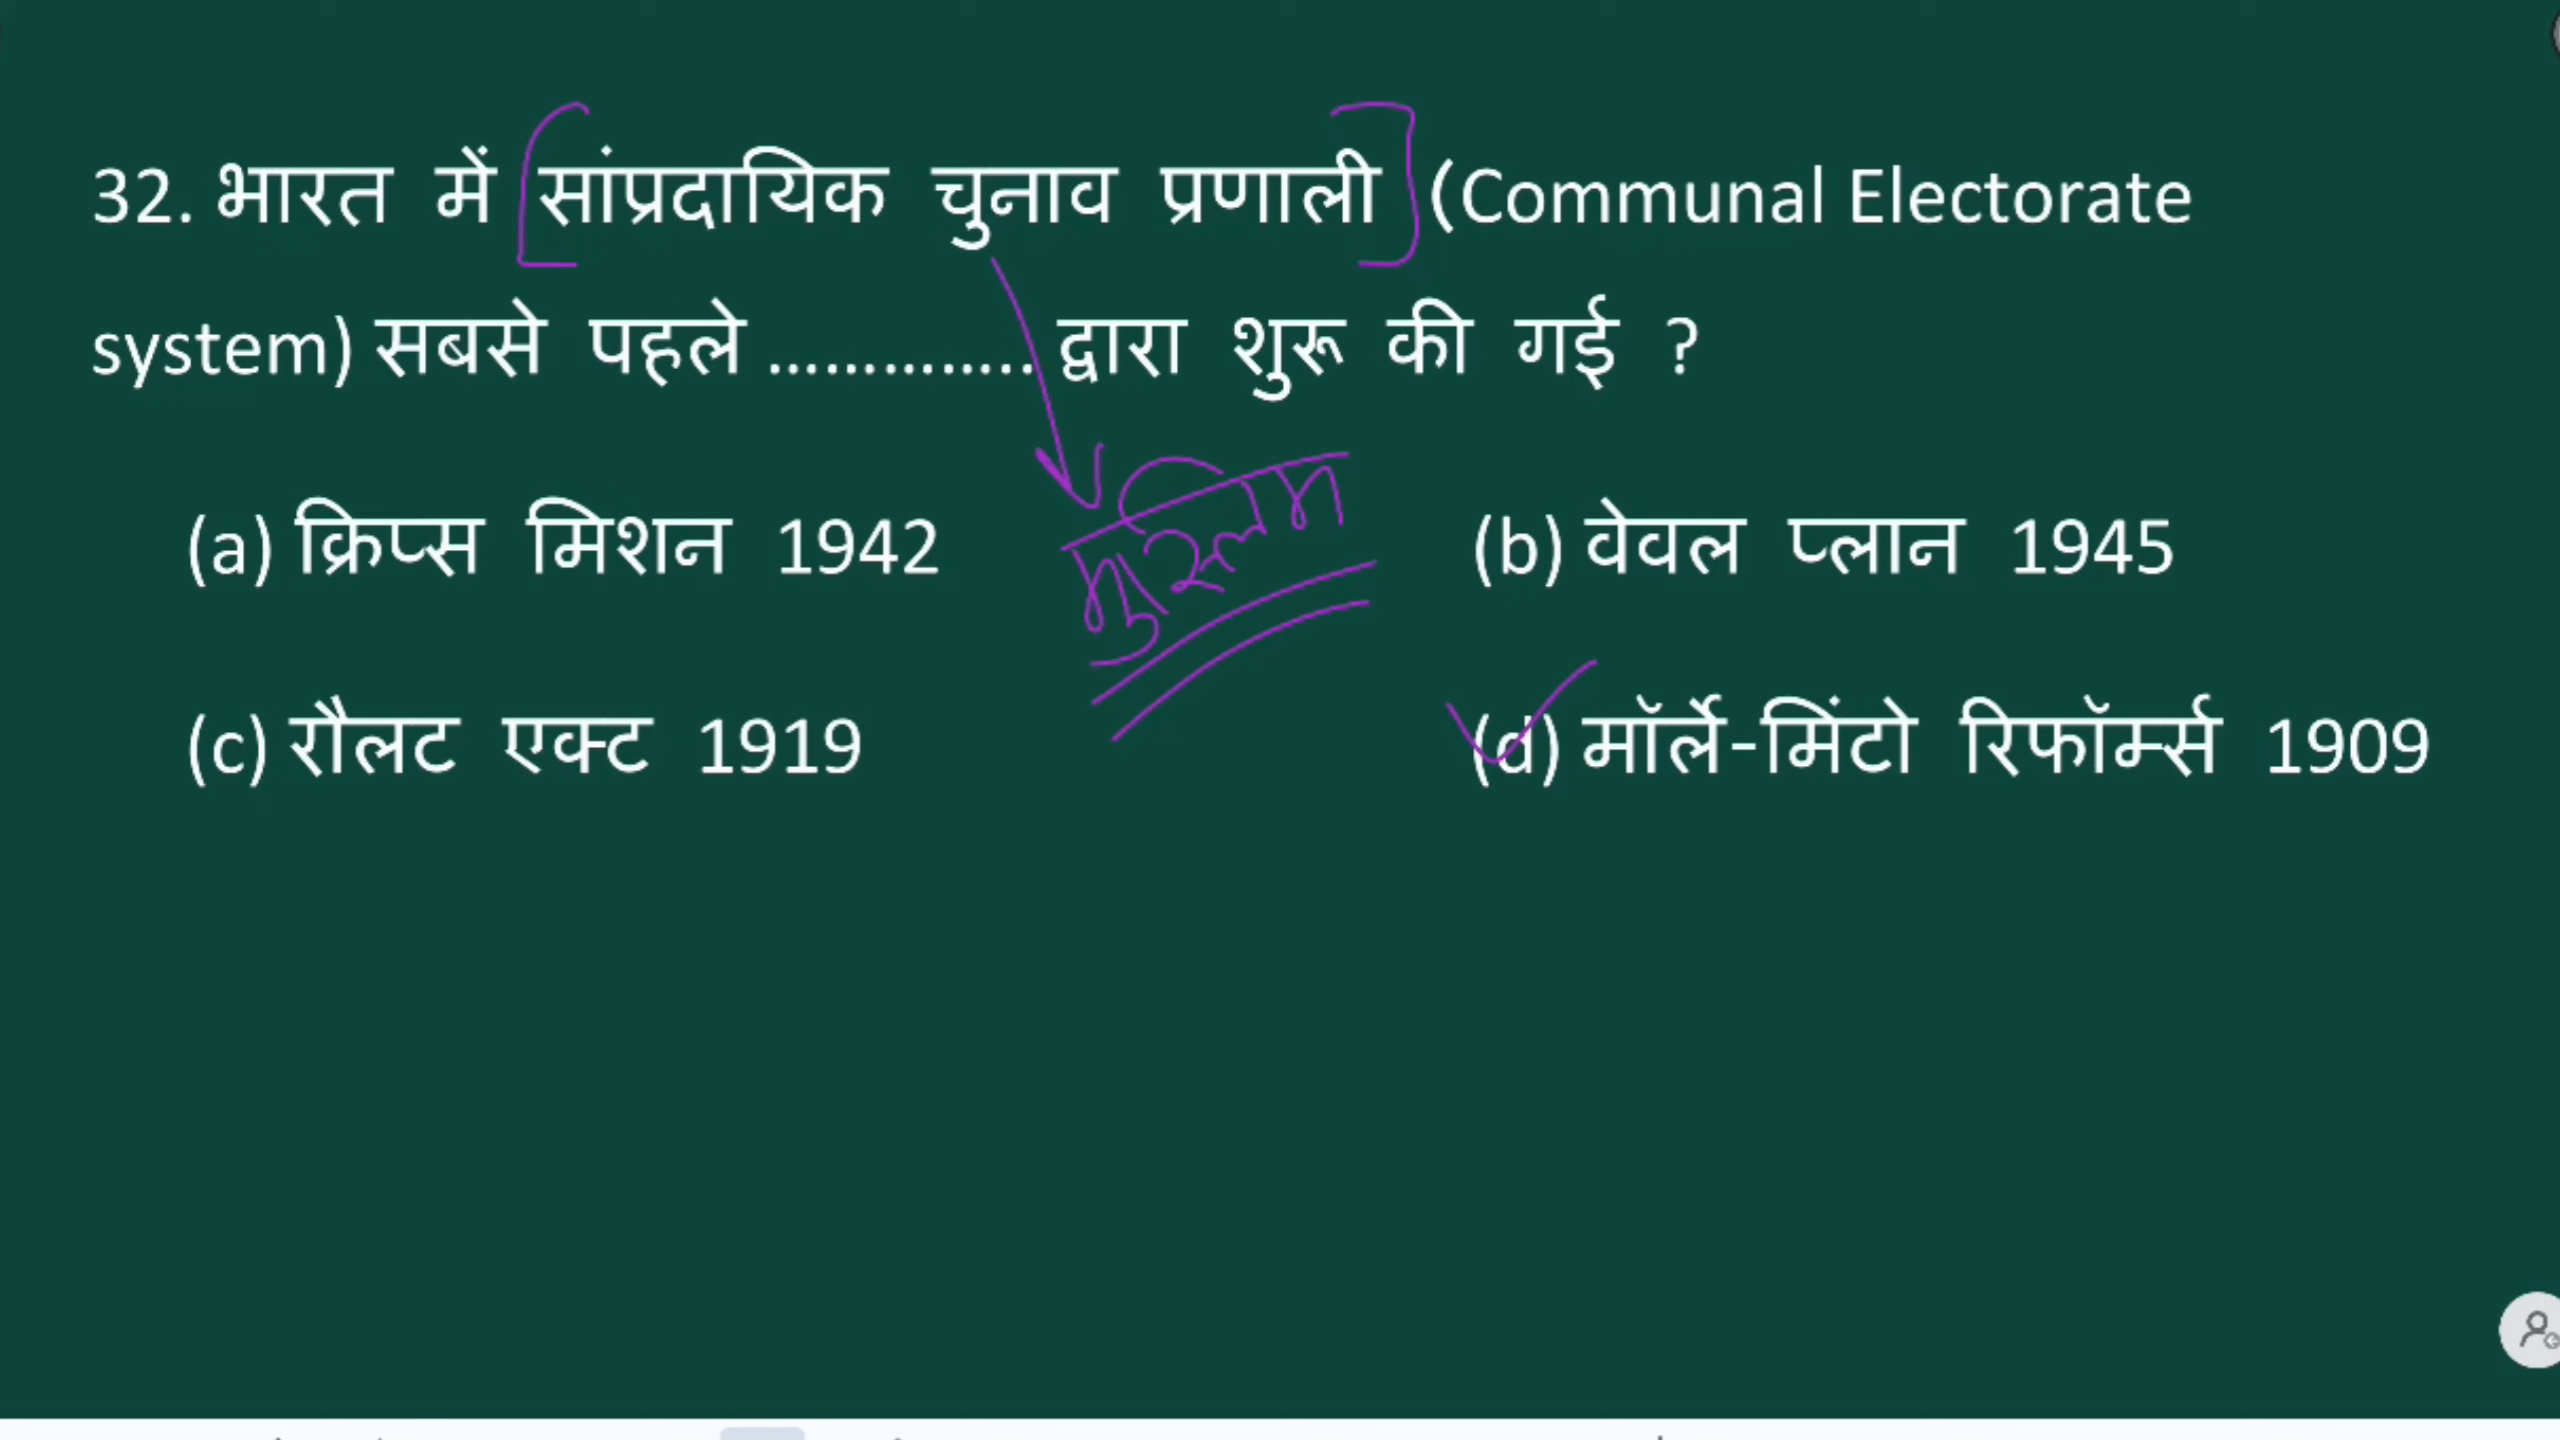 32. भारत में सांप्रदायिक चुनाव प्रणाली (Communal Electorate
system) सबसे पहले .............. द्वारा शुरू की गई ?
(a) क्रिप्स मिशन 1942
(b) वेवल प्लान 1945
(c) रौलट एक्ट 1919
(d) मॉर्ले-मिंटो रिफॉर्म्स 1909